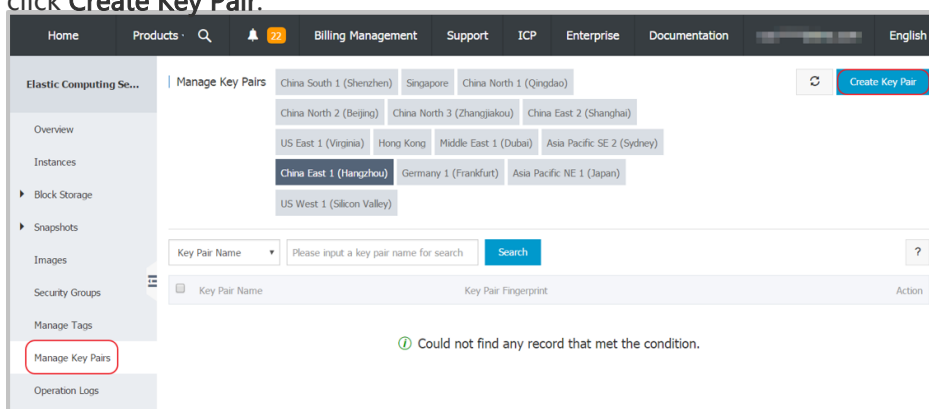 click Create Key Pair.
Home Products 22 Billing Management Support ICP Enterprise Documentation English
Elastic Computing Se...
Manage Key Pairs China South 1 (Shenzhen) Singapore China North 1 (Qingdao) Create Key Pair
China North 2 (Beijing) China North 3 (Zhangjiakou) China East 2 (Shanghai)
US East 1 (Virginia) Hong Kong Middle East 1 (Dubai) Asia Pacific SE 2 (Sydney)
China East 1 (Hangzhou) Germany 1 (Frankfurt) Asia Pacific NE 1 (Japan)
US West 1 (Silicon Valley)
Overview
Instances
Block Storage
Snapshots
Images
Security Groups
Manage Tags
Manage Key Pairs
Operation Logs
Key Pair Name Please input a key pair name for search Search ?
Key Pair Name Key Pair Fingerprint Action
Could not find any record that met the condition.